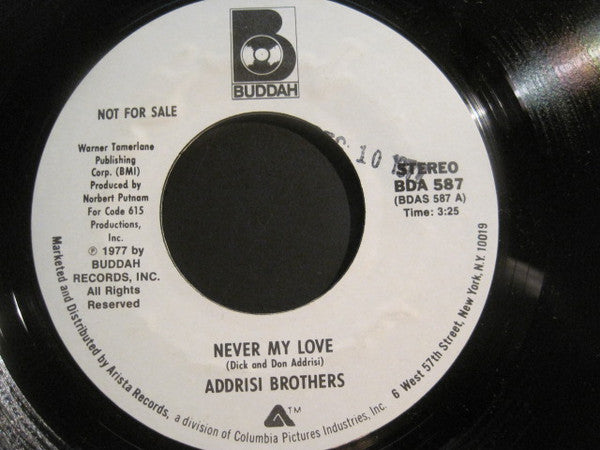 B
BUDDAH
NOT FOR SALE
Warner Tamerlane
Publishing
Corp. (BMI)
Produced by
Norbert Putnam
For Code 615
Productions,
Inc.
℗ 1977 by
BUDDAH
RECORDS, INC.
All Rights
Reserved
10
STEREO
BDA 587
(BDAS 587 A)
Time: 3:25
NEVER MY LOVE
(Dick and Don Addrisi)
ADDRISI BROTHERS
A™
Marketed and Distributed by Arista Records, a division of Columbia Pictures Industries, Inc. 6 West 57th Street, New York, N.Y. 10019